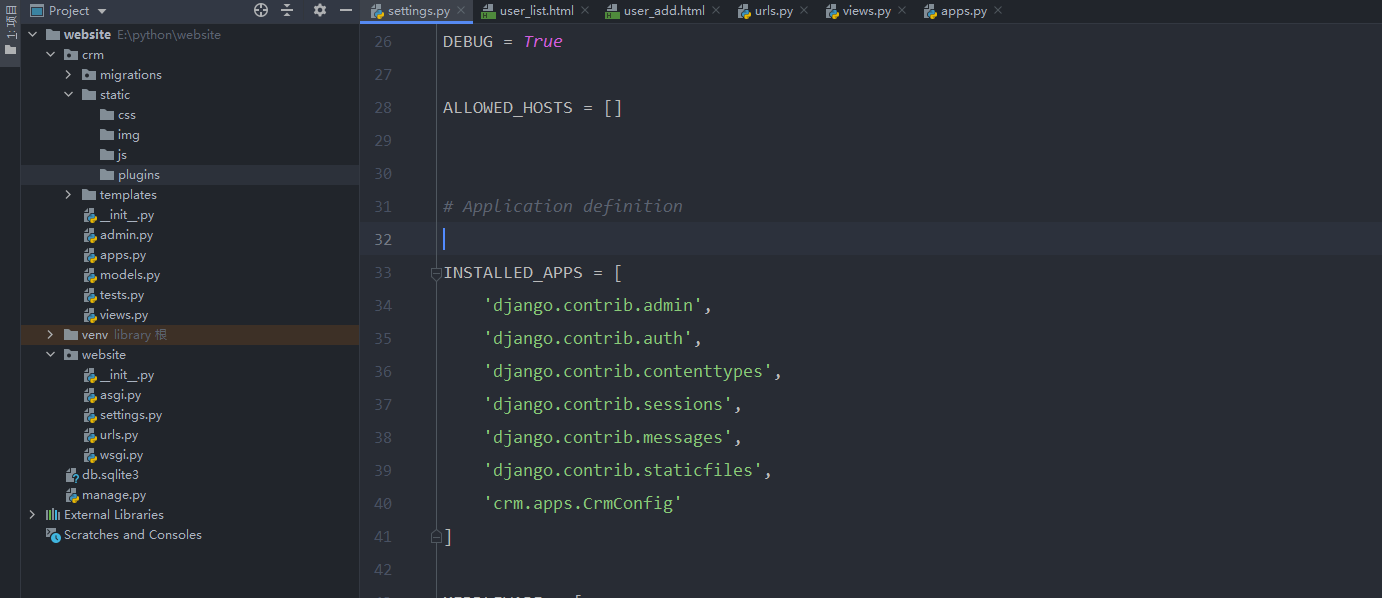 Project
settings.py
user_list.html
user_add.html
urls.py
views.py
apps.py
1: 项目
website E:\python\website
crm
migrations
static
css
img
js
plugins
templates
__init__.py
admin.py
apps.py
models.py
tests.py
views.py
venv library 根
website
__init__.py
asgi.py
settings.py
urls.py
wsgi.py
db.sqlite3
manage.py
External Libraries
Scratches and Consoles
26 DEBUG = True
27
28 ALLOWED_HOSTS = []
29
30
31 # Application definition
32
33 INSTALLED_APPS = [
34 'django.contrib.admin',
35 'django.contrib.auth',
36 'django.contrib.contenttypes',
37 'django.contrib.sessions',
38 'django.contrib.messages',
39 'django.contrib.staticfiles',
40 'crm.apps.CrmConfig'
41 ]
42